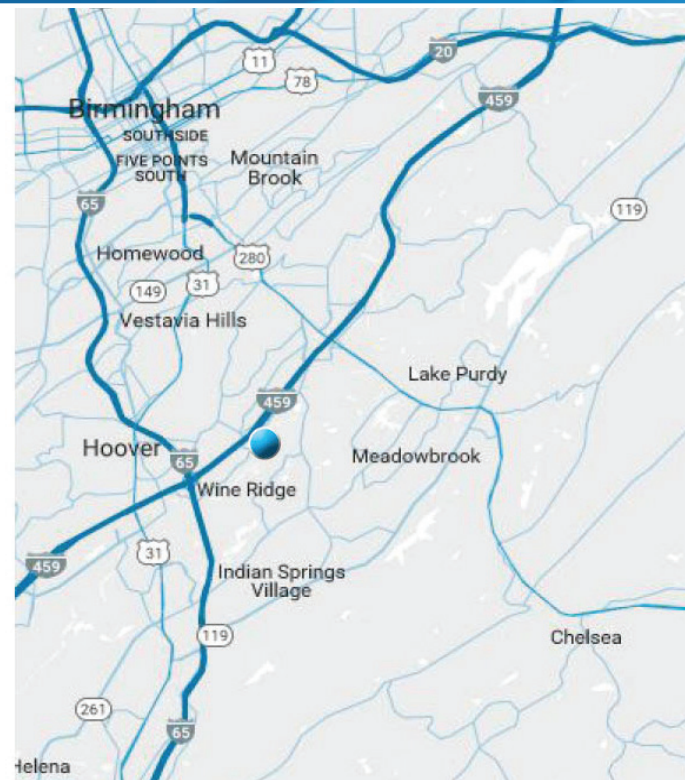 20
11
78
459
Birmingham
SOUTHSIDE
FIVE POINTS
SOUTH
Mountain
Brook
65
119
Homewood
280
149
31
Vestavia Hills
Lake Purdy
459
Hoover
65
Meadowbrook
Wine Ridge
31
459
Indian Springs
Village
119
Chelsea
261
65
Helena